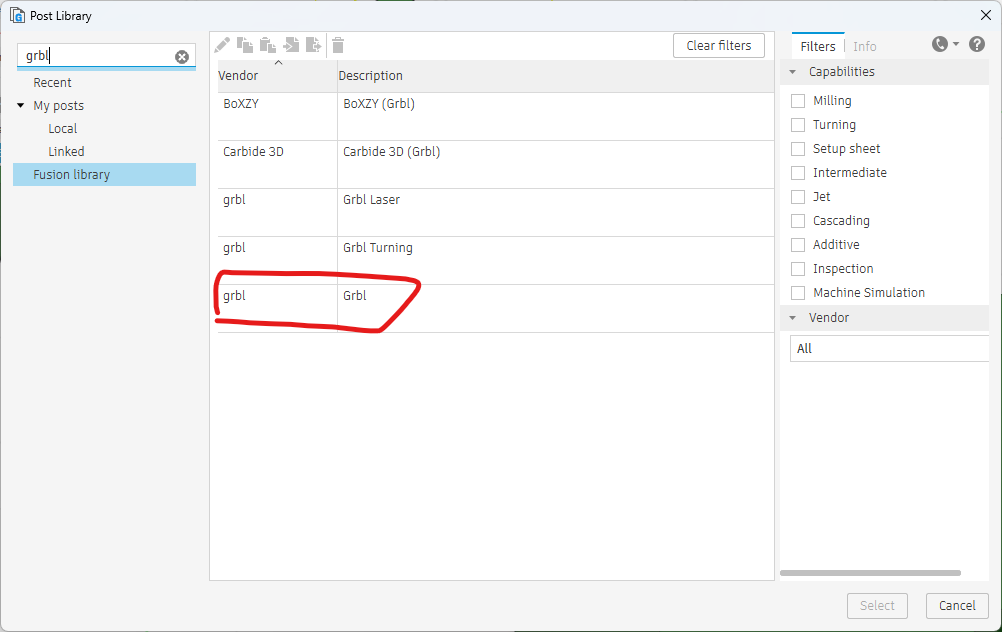 Post Library
grbl
Recent
My posts
Local
Linked
Fusion library
Clear filters
Vendor Description
BoXZY BoXZY (Grbl)
Carbide 3D Carbide 3D (Grbl)
grbl Grbl Laser
grbl Grbl Turning
grbl Grbl
Filters Info
Capabilities
Milling
Turning
Setup sheet
Intermediate
Jet
Cascading
Additive
Inspection
Machine Simulation
Vendor
All
Select Cancel